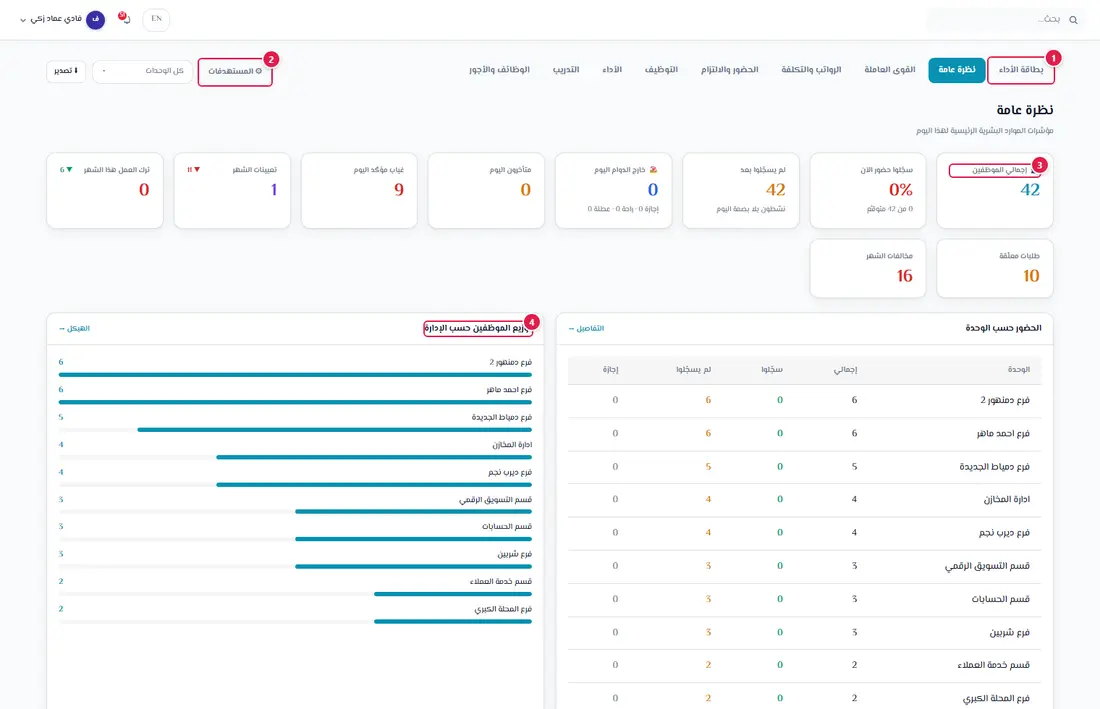 بحث...
EN
51
ف
فادي عماد زكي
1
بطاقة الأداء
نظرة عامة
القوى العاملة
الرواتب والتكلفة
الحضور والالتزام
التوظيف
الأداء
التدريب
الوظائف والأجور
2
المستهدفات
كل الوحدات
تصدير
نظرة عامة
مؤشرات الموارد البشرية الرئيسية لهذا اليوم
3
إجمالي الموظفين
42
سجّلوا حضور الآن
0%
0 من 42 متوقّع
لم يسجّلوا بعد
42
نشطون بلا بصمة اليوم
خارج الدوام اليوم
0
إجازة 0 · راحة 0 · عطلة 0
متأخرون اليوم
0
غياب مؤكّد اليوم
9
تعيينات الشهر
▼ 11
1
ترك العمل هذا الشهر
▼ 6
0
طلبات معلّقة
10
مخالفات الشهر
16
الحضور حسب الوحدة
التفاصيل ←
الوحدة إجمالي سجّلوا لم يسجّلوا إجازة
فرع دمنهور 2 6 0 6 0
فرع احمد ماهر 6 0 6 0
فرع دمياط الجديدة 5 0 5 0
ادارة المخازن 4 0 4 0
فرع ديرب نجم 4 0 4 0
قسم التسويق الرقمي 3 0 3 0
قسم الحسابات 3 0 3 0
فرع شربين 3 0 3 0
قسم خدمة العملاء 2 0 2 0
فرع المحلة الكبري 2 0 2 0
4
الموظفين حسب الإدارة
الهيكل ←
فرع دمنهور 2 6
فرع احمد ماهر 6
فرع دمياط الجديدة 5
ادارة المخازن 4
فرع ديرب نجم 4
قسم التسويق الرقمي 3
قسم الحسابات 3
فرع شربين 3
قسم خدمة العملاء 2
فرع المحلة الكبري 2